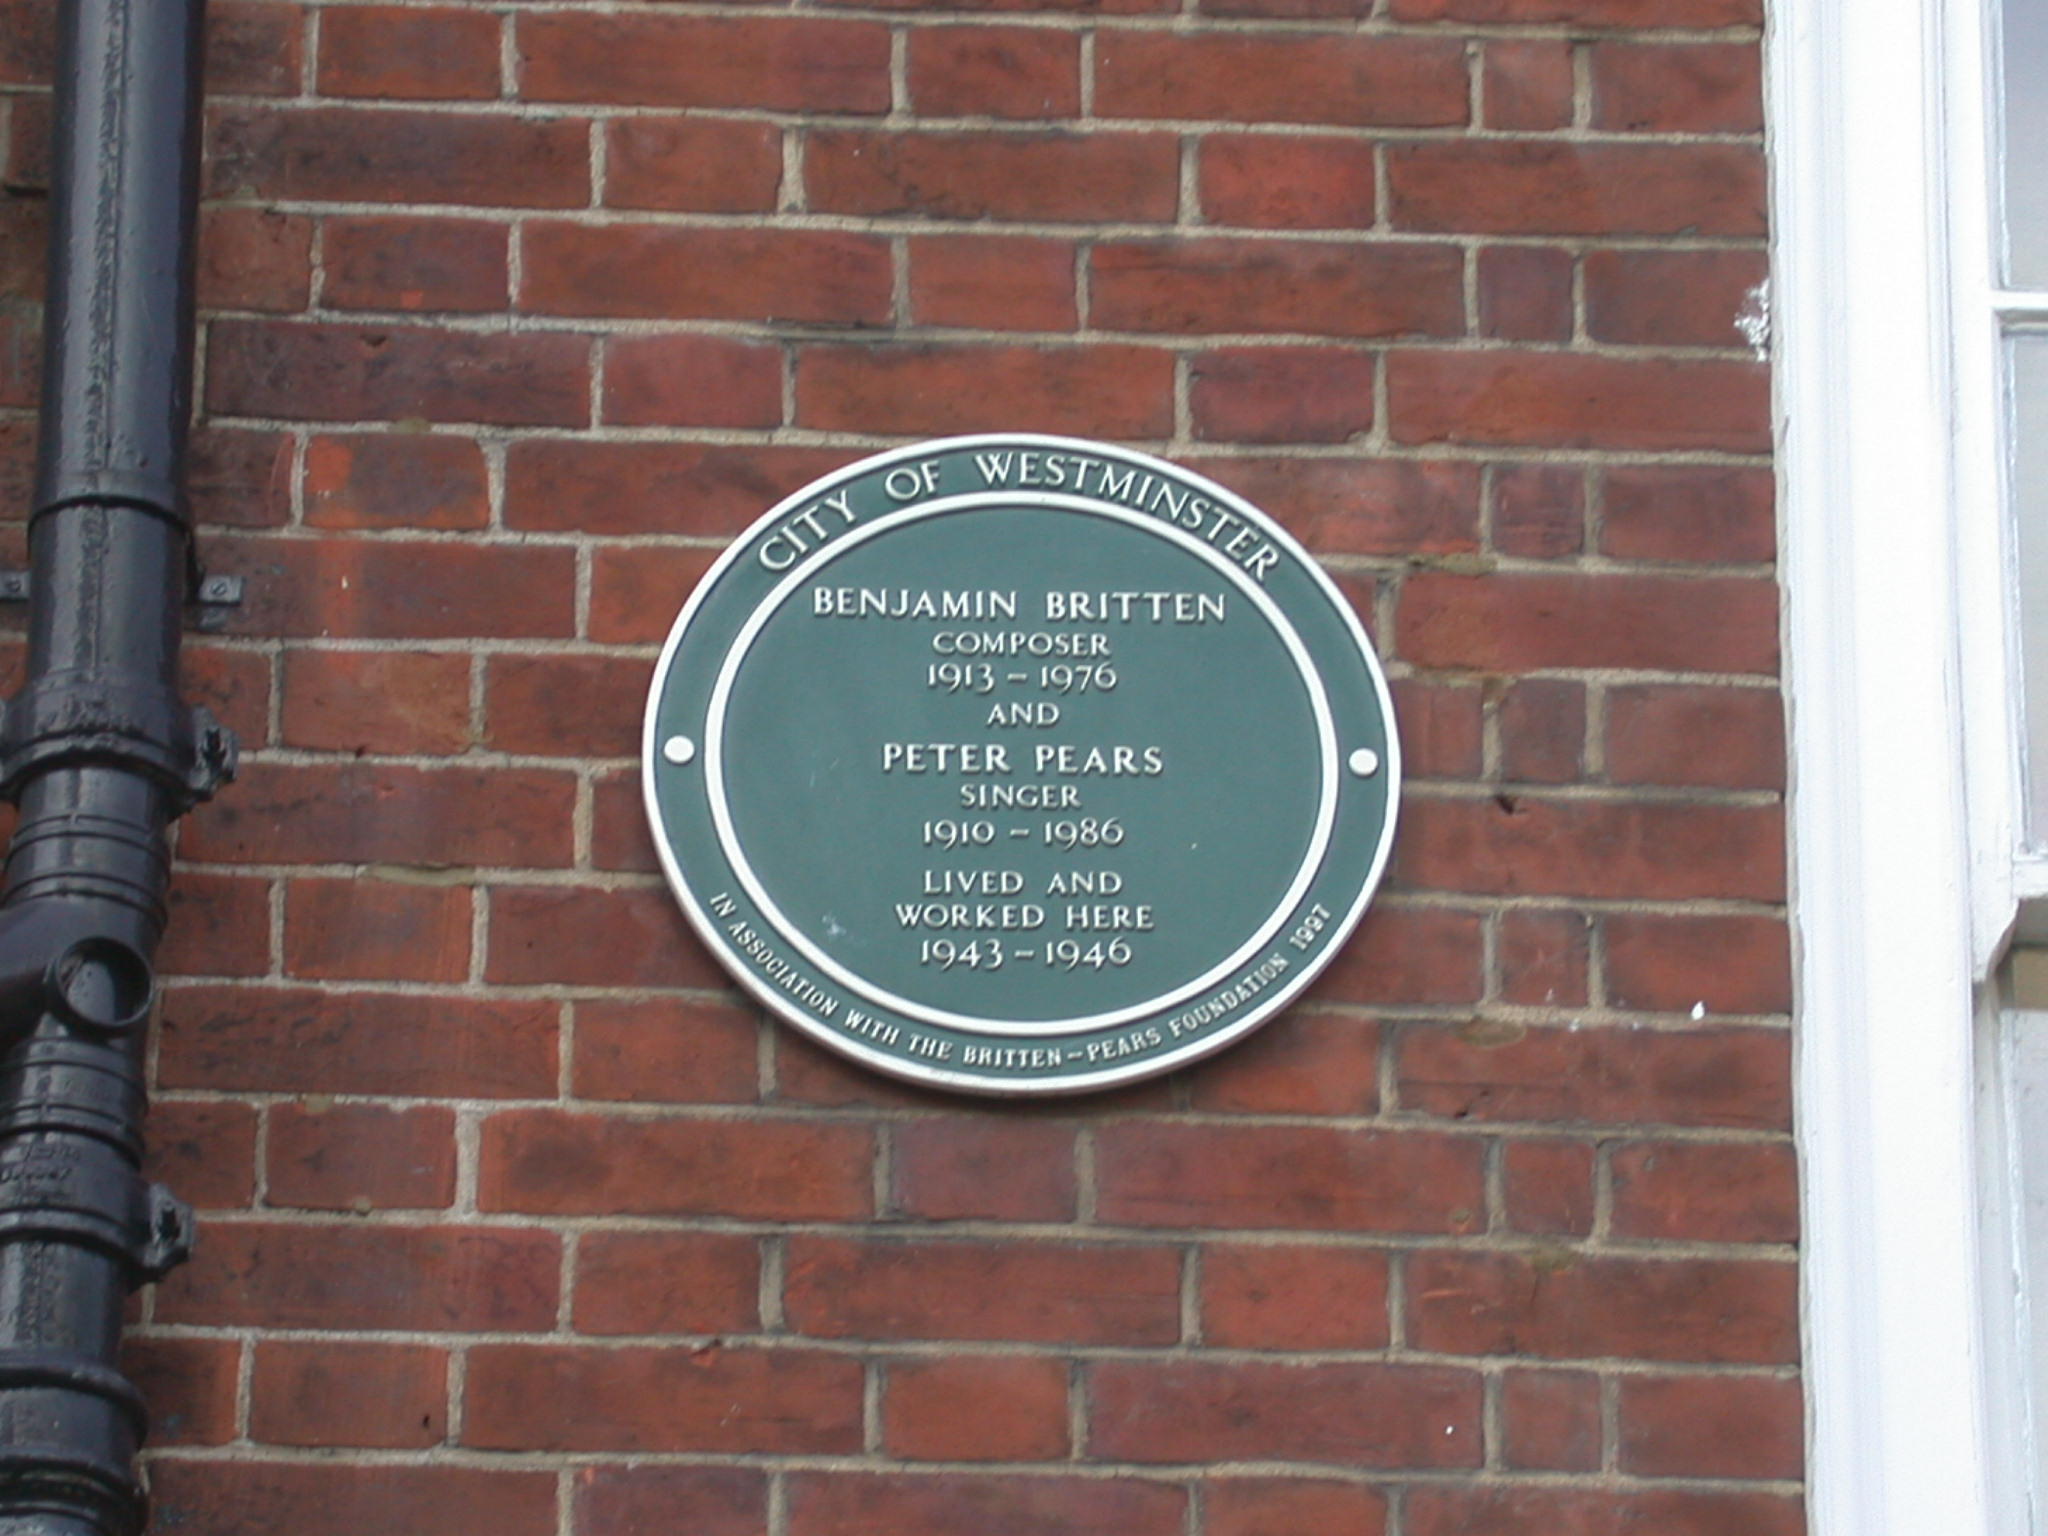 CITY OF WESTMINSTER
BENJAMIN BRITTEN
COMPOSER
1913 – 1976
AND
PETER PEARS
SINGER
1910 – 1986
LIVED AND
WORKED HERE
1943 – 1946
IN ASSOCIATION WITH THE BRITTEN–PEARS FOUNDATION 1997